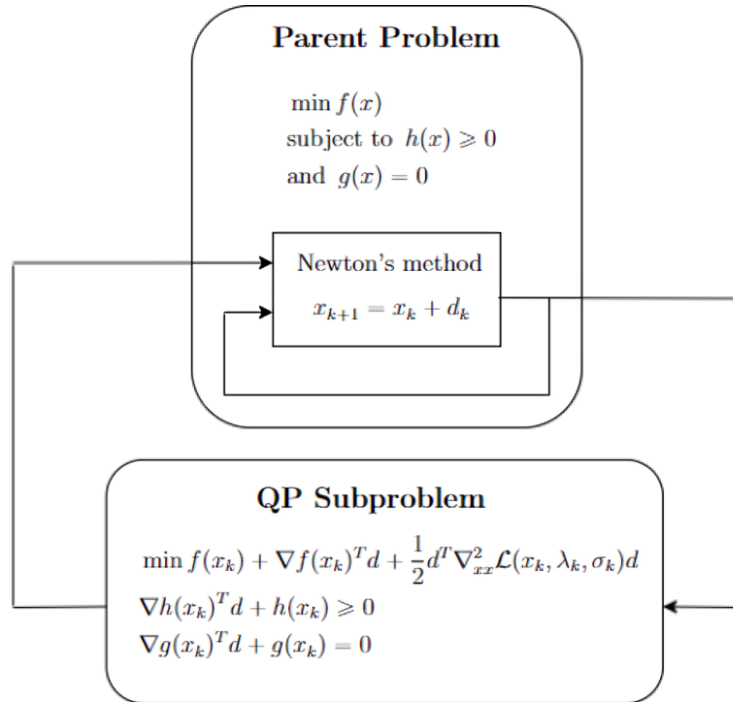 Parent Problem
min f(x)
subject to h(x) ⩾ 0
and g(x) = 0
Newton's method
x_{k+1} = x_k + d_k
QP Subproblem
min f(x_k) + ∇f(x_k)^T d + \frac{1}{2} d^T ∇^2_{xx} ℒ(x_k, λ_k, σ_k)d
∇h(x_k)^T d + h(x_k) ⩾ 0
∇g(x_k)^T d + g(x_k) = 0